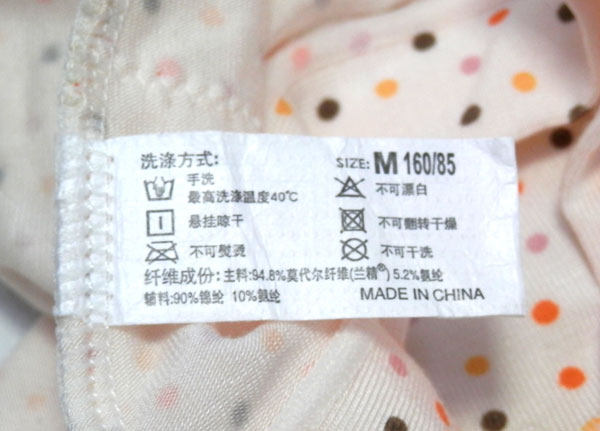 洗涤方式: SIZE: M 160/85
手洗
最高洗涤温度40℃ 不可漂白
悬挂晾干 不可翻转干燥
不可熨烫 不可干洗
纤维成份: 主料:94.8%莫代尔纤维(兰精®) 5.2%氨纶
辅料:90%锦纶 10%氨纶 MADE IN CHINA